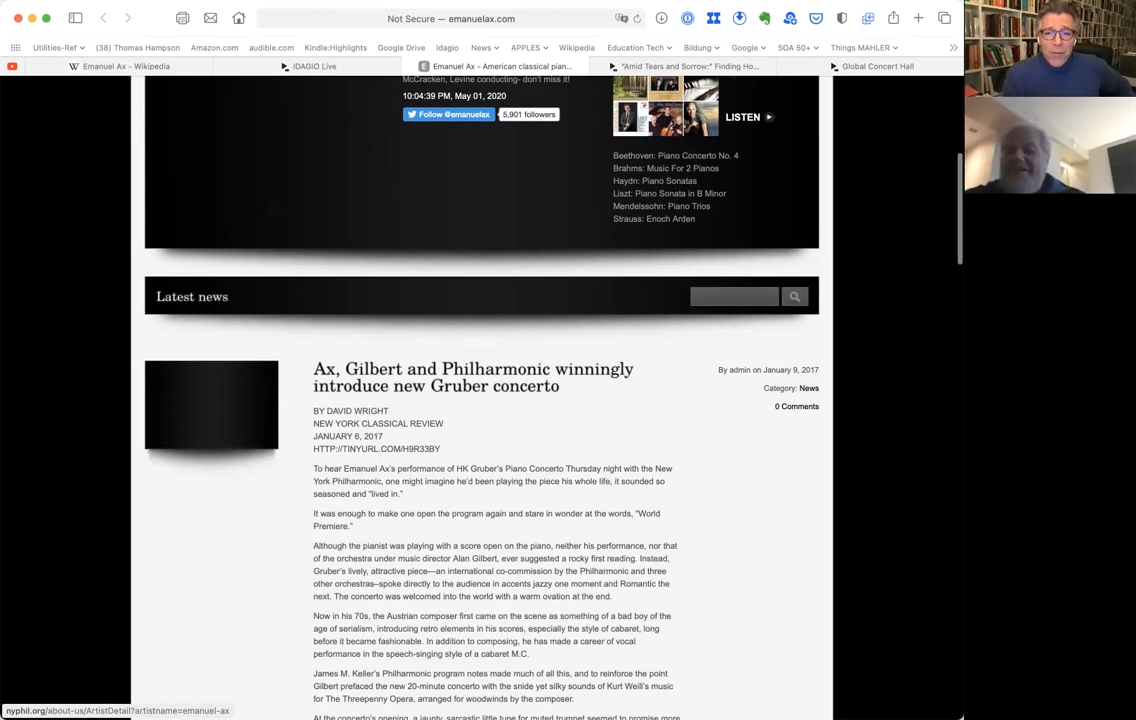 Not Secure — emanuelax.com
Utilities-Ref
(38) Thomas Hampson
Amazon.com
audible.com
Kindle:Highlights
Google Drive
Idagio
News
APPLES
Wikipedia
Education Tech
Bildung
Google
SOA 50+
Things MAHLER
W Emanuel Ax – Wikipedia
IDAGIO Live
E Emanuel Ax - American classical pian...
"Amid Tears and Sorrow:" Finding Ho...
Global Concert Hall
McCracken, Levine conducting- don't miss it!
10:04:39 PM, May 01, 2020
Follow @emanuelax
5,901 followers
LISTEN
Beethoven: Piano Concerto No. 4
Brahms: Music For 2 Pianos
Haydn: Piano Sonatas
Liszt: Piano Sonata in B Minor
Mendelssohn: Piano Trios
Strauss: Enoch Arden
Latest news
Ax, Gilbert and Philharmonic winningly
introduce new Gruber concerto
By admin on January 9, 2017
Category: News
0 Comments
BY DAVID WRIGHT
NEW YORK CLASSICAL REVIEW
JANUARY 6, 2017
HTTP://TINYURL.COM/H9R33BY
To hear Emanuel Ax's performance of HK Gruber's Piano Concerto Thursday night with the New
York Philharmonic, one might imagine he'd been playing the piece his whole life, it sounded so
seasoned and "lived in."
It was enough to make one open the program again and stare in wonder at the words, "World
Premiere."
Although the pianist was playing with a score open on the piano, neither his performance, nor that
of the orchestra under music director Alan Gilbert, ever suggested a rocky first reading. Instead,
Gruber's lively, attractive piece—an international co-commission by the Philharmonic and three
other orchestras–spoke directly to the audience in accents jazzy one moment and Romantic the
next. The concerto was welcomed into the world with a warm ovation at the end.
Now in his 70s, the Austrian composer first came on the scene as something of a bad boy of the
age of serialism, introducing retro elements in his scores, especially the style of cabaret, long
before it became fashionable. In addition to composing, he has made a career of vocal
performance in the speech-singing style of a cabaret M.C.
James M. Keller's Philharmonic program notes made much of all this, and to reinforce the point
Gilbert prefaced the new 20-minute concerto with the snide yet silky sounds of Kurt Weill's music
for The Threepenny Opera, arranged for woodwinds by the composer.
At the concerto's opening, a jaunty, sarcastic little tune for muted trumpet seemed to promise more
nyphil.org/about-us/ArtistDetail?artistname=emanuel-ax